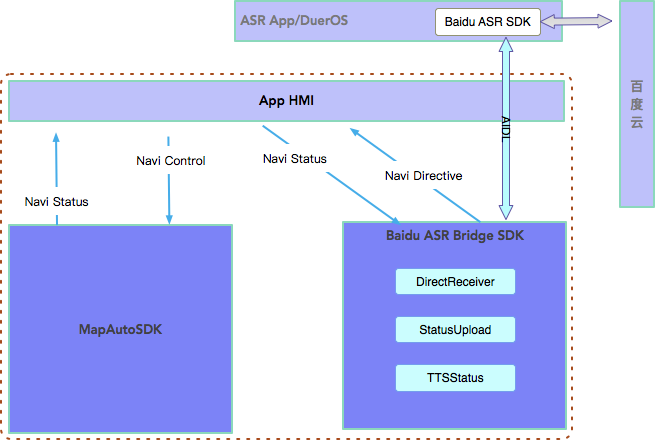 ASR App/DuerOS
Baidu ASR SDK
百度云
App HMI
AIDL
Navi Status
Navi Control
Navi Status
Navi Directive
MapAutoSDK
Baidu ASR Bridge SDK
DirectReceiver
StatusUpload
TTSStatus